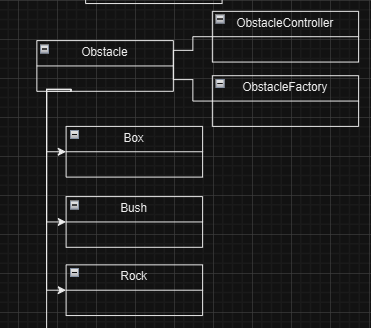 ObstacleController
Obstacle
ObstacleFactory
Box
Bush
Rock